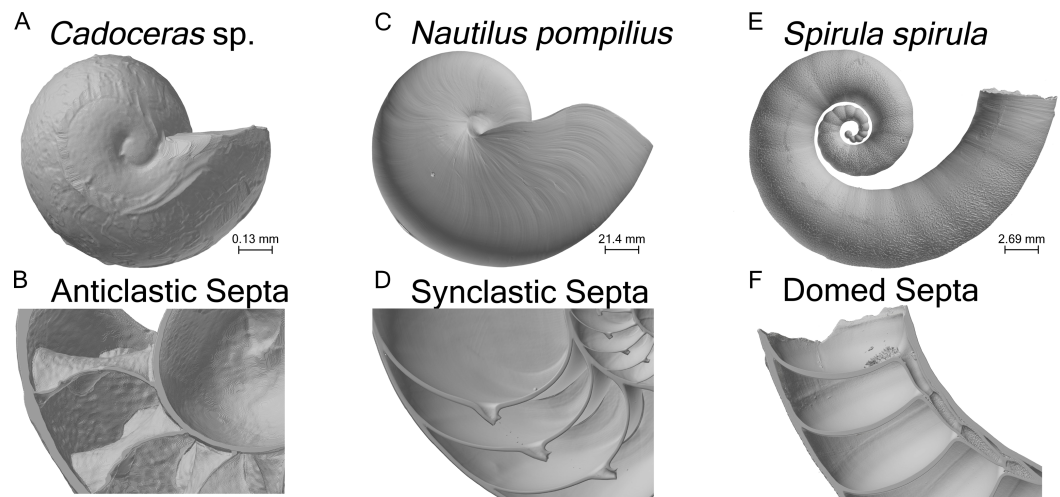 A Cadoceras sp.
C Nautilus pompilius
E Spirula spirula
0.13 mm
21.4 mm
2.69 mm
B Anticlastic Septa
D Synclastic Septa
F Domed Septa